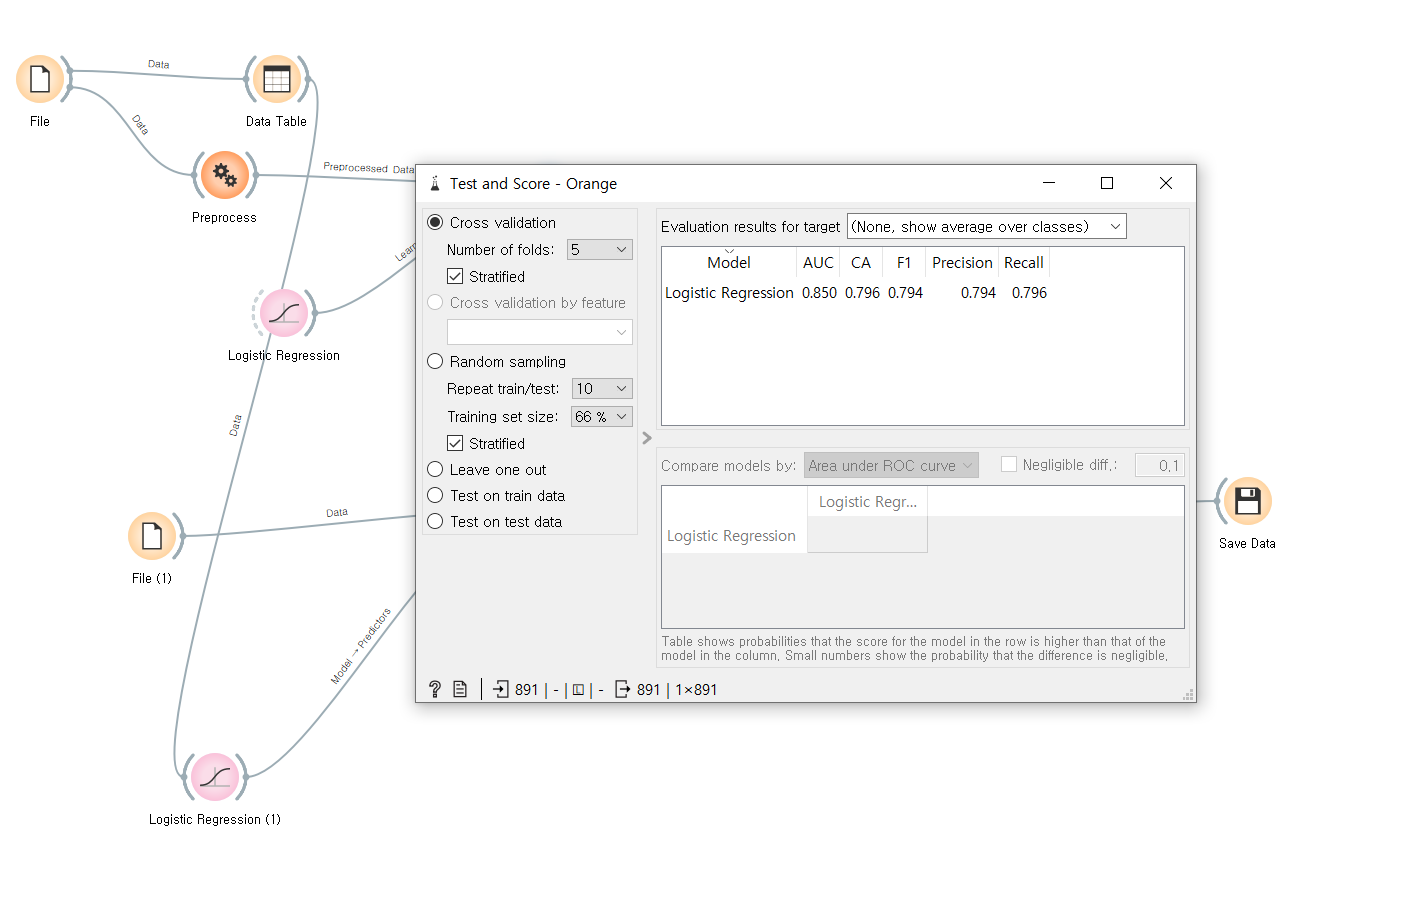 Data
File
Data Table
Data
Preprocess
Preprocessed Data
Learn
Logistic Regression
Data
File (1)
Data
Model → Predictors
Logistic Regression (1)
Save Data
Test and Score - Orange
Cross validation
Number of folds: 5
Stratified
Cross validation by feature
Random sampling
Repeat train/test: 10
Training set size: 66 %
Stratified
Leave one out
Test on train data
Test on test data
Evaluation results for target (None, show average over classes)
Model AUC CA F1 Precision Recall
Logistic Regression 0.850 0.796 0.794 0.794 0.796
Compare models by: Area under ROC curve Negligible diff.: 0.1
Logistic Regr...
Logistic Regression
Table shows probabilities that the score for the model in the row is higher than that of the
model in the column. Small numbers show the probability that the difference is negligible.
? 891 | - | L | - 891 | 1×891